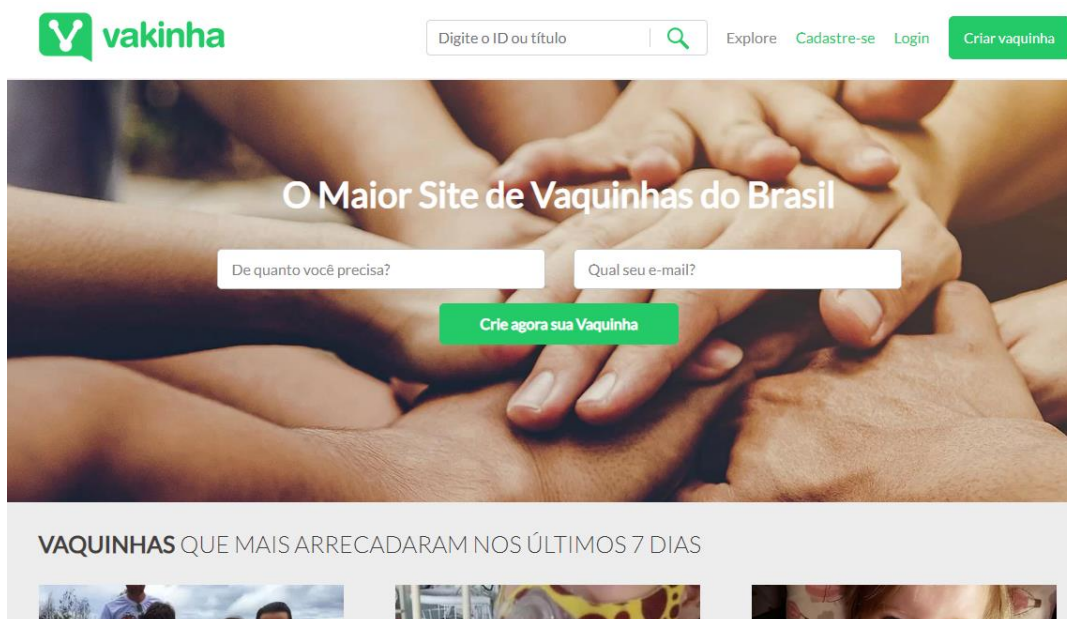 vakinha
Digite o ID ou título
Explore
Cadastre-se
Login
Criar vaquinha
O Maior Site de Vaquinhas do Brasil
De quanto você precisa?
Qual seu e-mail?
Crie agora sua Vaquinha
VAQUINHAS QUE MAIS ARRECADARAM NOS ÚLTIMOS 7 DIAS